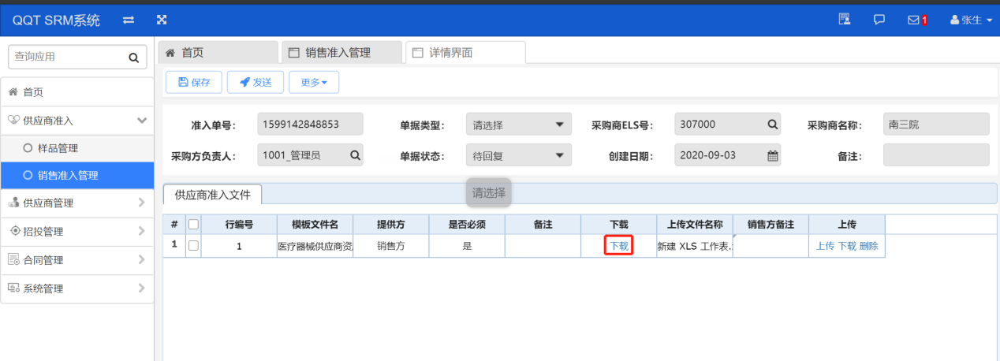 QQT SRM系统
1
张生
查询应用
首页
销售准入管理
详情界面
首页
供应商准入
样品管理
销售准入管理
供应商管理
招投管理
合同管理
系统管理
保存
发送
更多
准入单号：
1599142848853
单据类型：
请选择
采购商ELS号：
307000
采购商名称：
南三院
采购方负责人：
1001_管理员
单据状态：
待回复
创建日期：
2020-09-03
备注：
供应商准入文件
请选择
# 行编号 模板文件名 提供方 是否必须 备注 下载 上传文件名称 销售方备注 上传
1 1 医疗器械供应商资 销售方 是 下载 新建 XLS 工作表. 上传 下载 删除